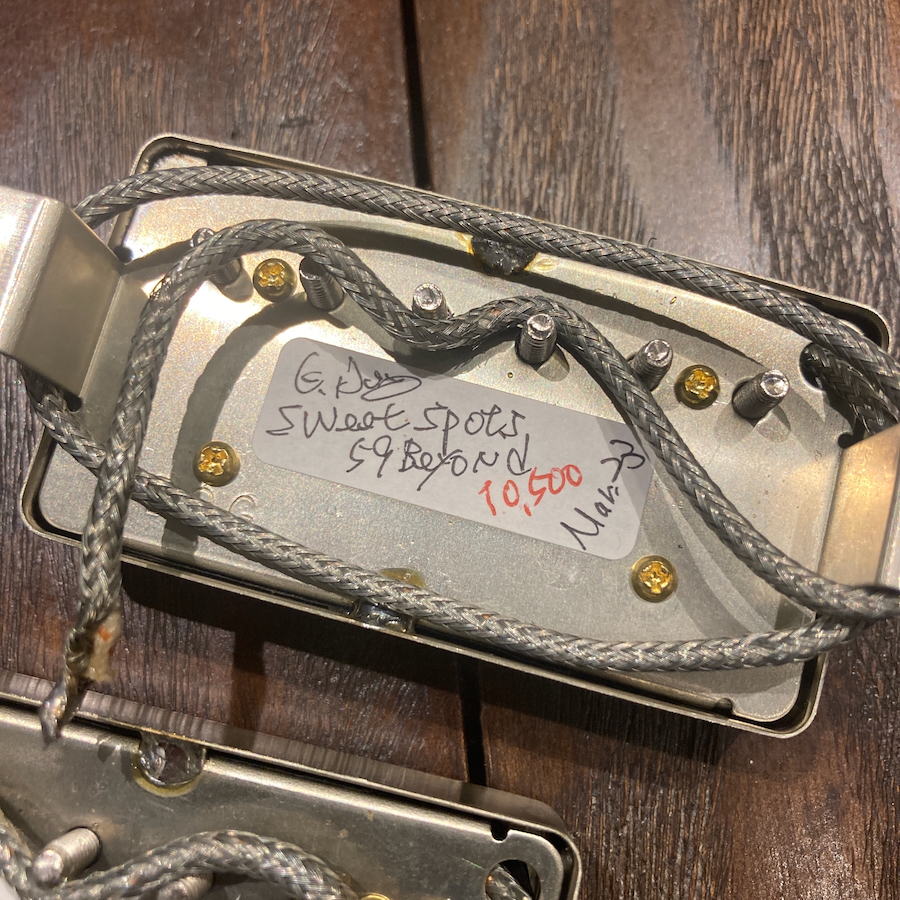 G. Day
Sweet Spots
59 Beyond
10,500
Mar. 23